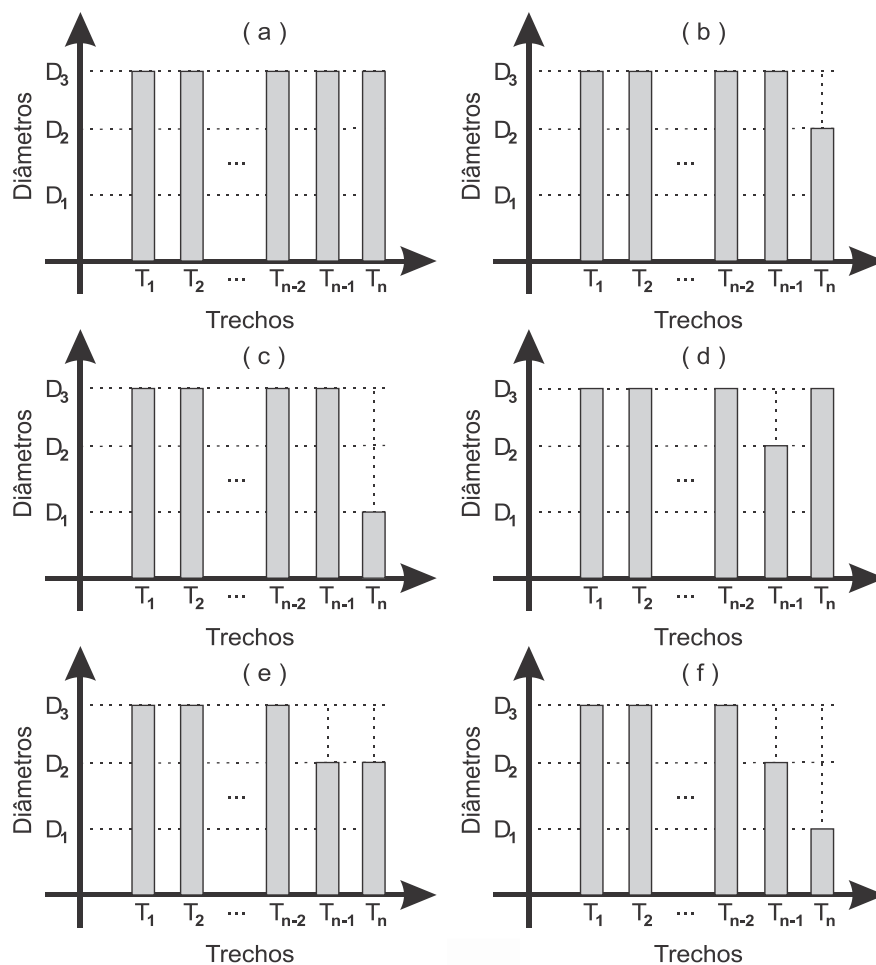 ( a )
Diâmetros
D3
D2
D1
...
T1 T2 ... Tn-2 Tn-1 Tn
Trechos
( b )
Diâmetros
D3
D2
D1
...
T1 T2 ... Tn-2 Tn-1 Tn
Trechos
( c )
Diâmetros
D3
D2
D1
...
T1 T2 ... Tn-2 Tn-1 Tn
Trechos
( d )
Diâmetros
D3
D2
D1
...
T1 T2 ... Tn-2 Tn-1 Tn
Trechos
( e )
Diâmetros
D3
D2
D1
...
T1 T2 ... Tn-2 Tn-1 Tn
Trechos
( f )
Diâmetros
D3
D2
D1
...
T1 T2 ... Tn-2 Tn-1 Tn
Trechos